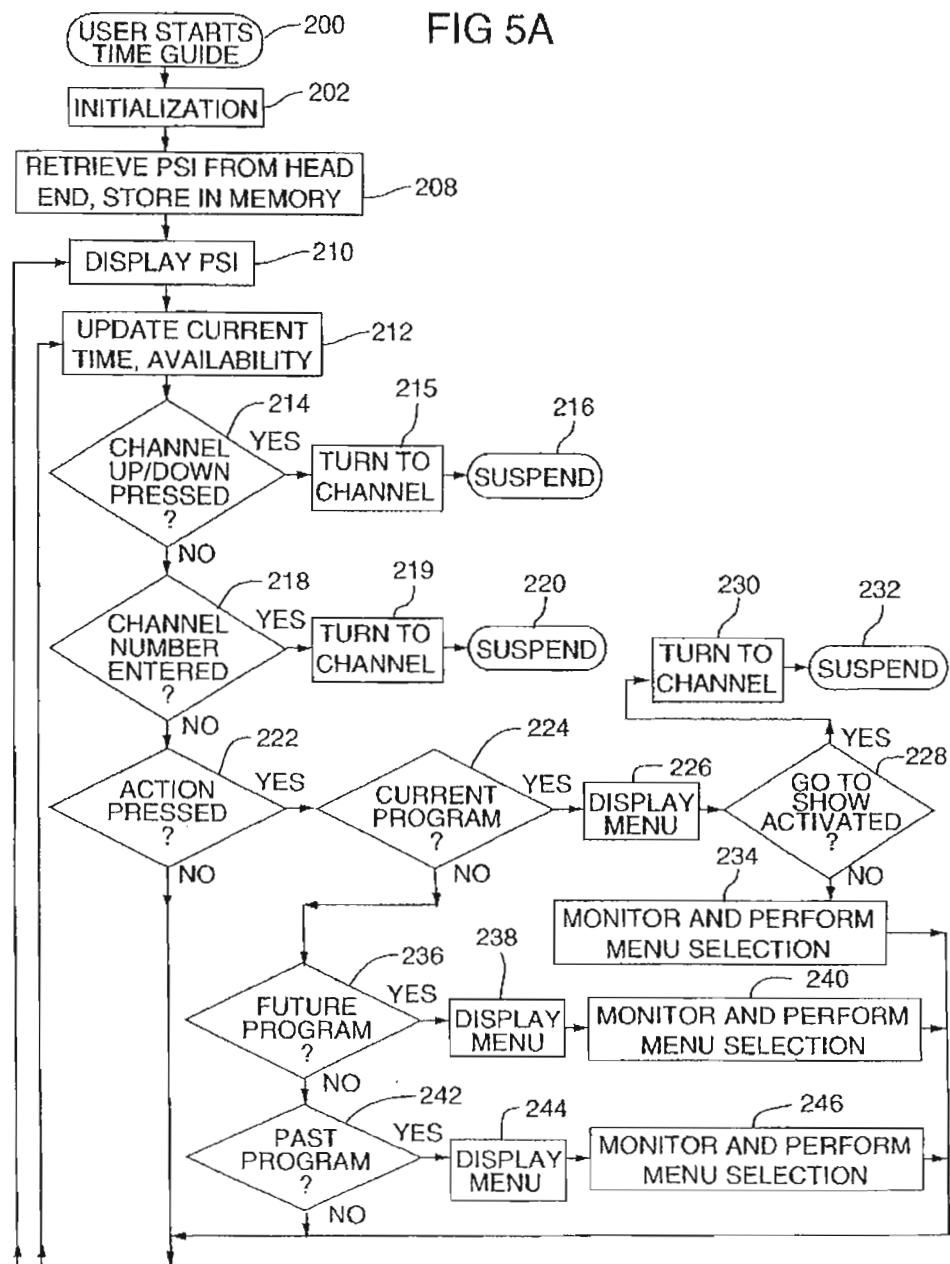 FIG 5A
USER STARTS
TIME GUIDE
200
INITIALIZATION
202
RETRIEVE PSI FROM HEAD
END, STORE IN MEMORY
208
DISPLAY PSI
210
UPDATE CURRENT
TIME, AVAILABILITY
212
CHANNEL
UP/DOWN
PRESSED
?
214
YES
NO
TURN TO
CHANNEL
215
SUSPEND
216
CHANNEL
NUMBER
ENTERED
?
218
YES
NO
TURN TO
CHANNEL
219
SUSPEND
220
ACTION
PRESSED
?
222
YES
NO
CURRENT
PROGRAM
?
224
YES
NO
DISPLAY
MENU
226
GO TO
SHOW
ACTIVATED
?
228
YES
NO
TURN TO
CHANNEL
230
SUSPEND
232
MONITOR AND PERFORM
MENU SELECTION
234
FUTURE
PROGRAM
?
236
YES
NO
DISPLAY
MENU
238
MONITOR AND PERFORM
MENU SELECTION
240
PAST
PROGRAM
?
242
YES
NO
DISPLAY
MENU
244
MONITOR AND PERFORM
MENU SELECTION
246